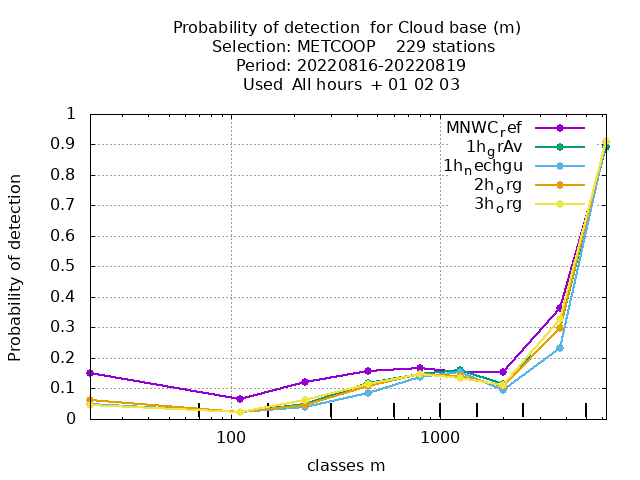 Probability of detection  for Cloud base (m)
Selection: METCOOP    229 stations
Period: 20220816-20220819
Used  All hours  + 01 02 03
MNWC_ref
1h_grAv
1h_nechgu
2h_org
3h_org
Probability of detection
1
0.9
0.8
0.7
0.6
0.5
0.4
0.3
0.2
0.1
0
100 1000
classes m